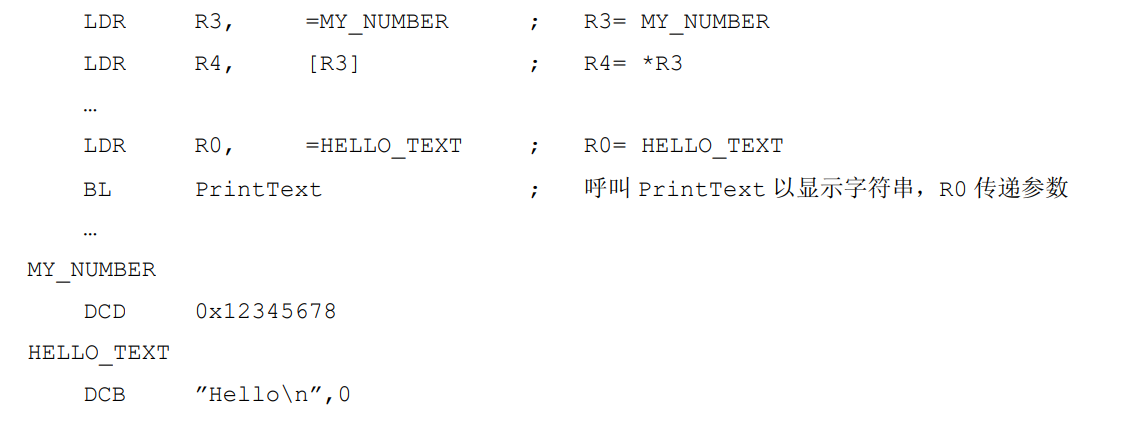 LDR R3, =MY_NUMBER ; R3= MY_NUMBER
LDR R4, [R3] ; R4= *R3
…
LDR R0, =HELLO_TEXT ; R0= HELLO_TEXT
BL PrintText ; 呼叫 PrintText 以显示字符串，R0 传递参数
…
MY_NUMBER
DCD 0x12345678
HELLO_TEXT
DCB ”Hello\n”,0